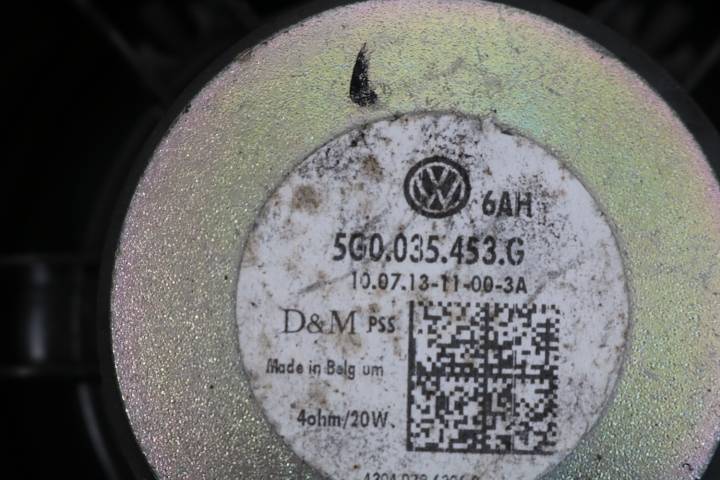 6AH
5G0.035.453.G
10.07.13-11-00-3A
D&M PSS
Made in Belg um
4ohm/20W.